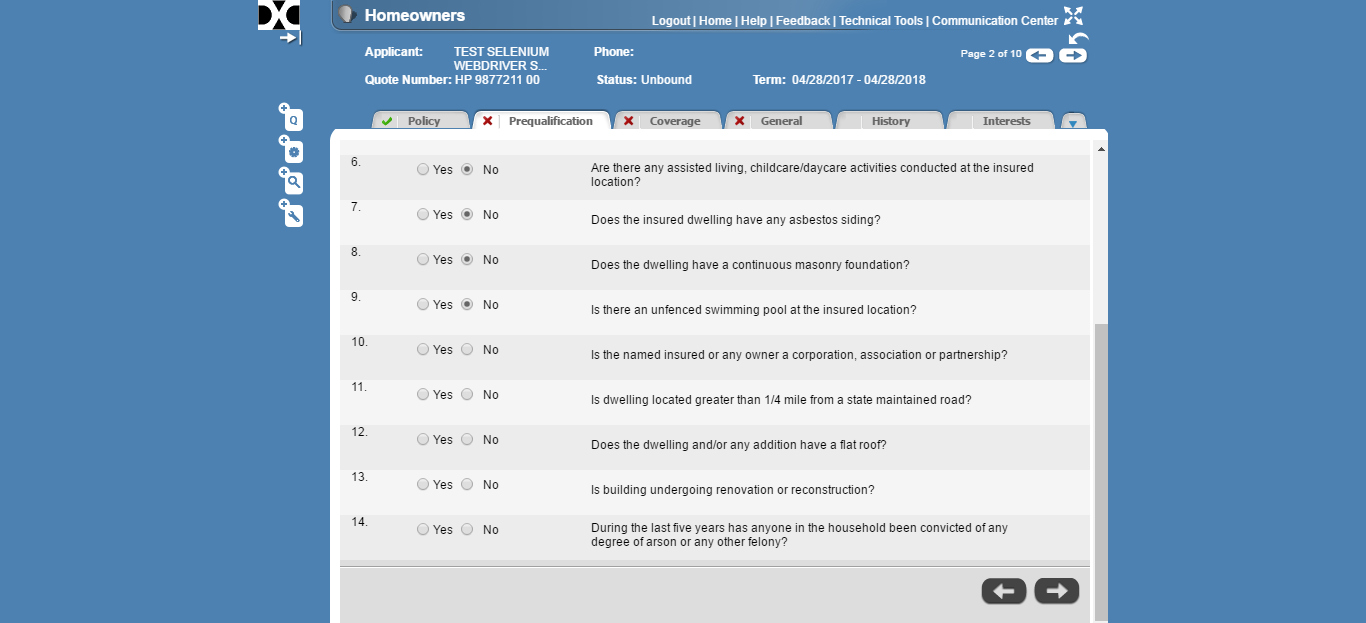 Homeowners
Logout | Home | Help | Feedback | Technical Tools | Communication Center
Applicant: TEST SELENIUM Phone:
WEBDRIVER S...
Page 2 of 10
Quote Number: HP 9877211 00 Status: Unbound Term: 04/28/2017 - 04/28/2018
Q
Policy Prequalification Coverage General History Interests
6. Yes No Are there any assisted living, childcare/daycare activities conducted at the insured
location?
7. Yes No Does the insured dwelling have any asbestos siding?
8. Yes No Does the dwelling have a continuous masonry foundation?
9. Yes No Is there an unfenced swimming pool at the insured location?
10. Yes No Is the named insured or any owner a corporation, association or partnership?
11. Yes No Is dwelling located greater than 1/4 mile from a state maintained road?
12. Yes No Does the dwelling and/or any addition have a flat roof?
13. Yes No Is building undergoing renovation or reconstruction?
14. Yes No During the last five years has anyone in the household been convicted of any
degree of arson or any other felony?